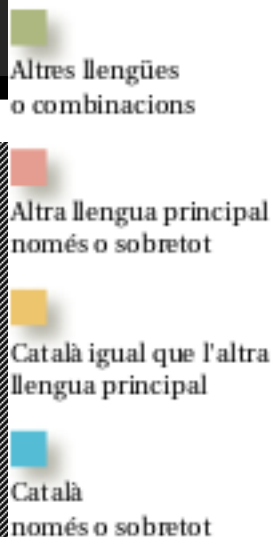 Altres llengües
o combinacions
Altra llengua principal
només o sobretot
Català igual que l'altra
llengua principal
Català
només o sobretot